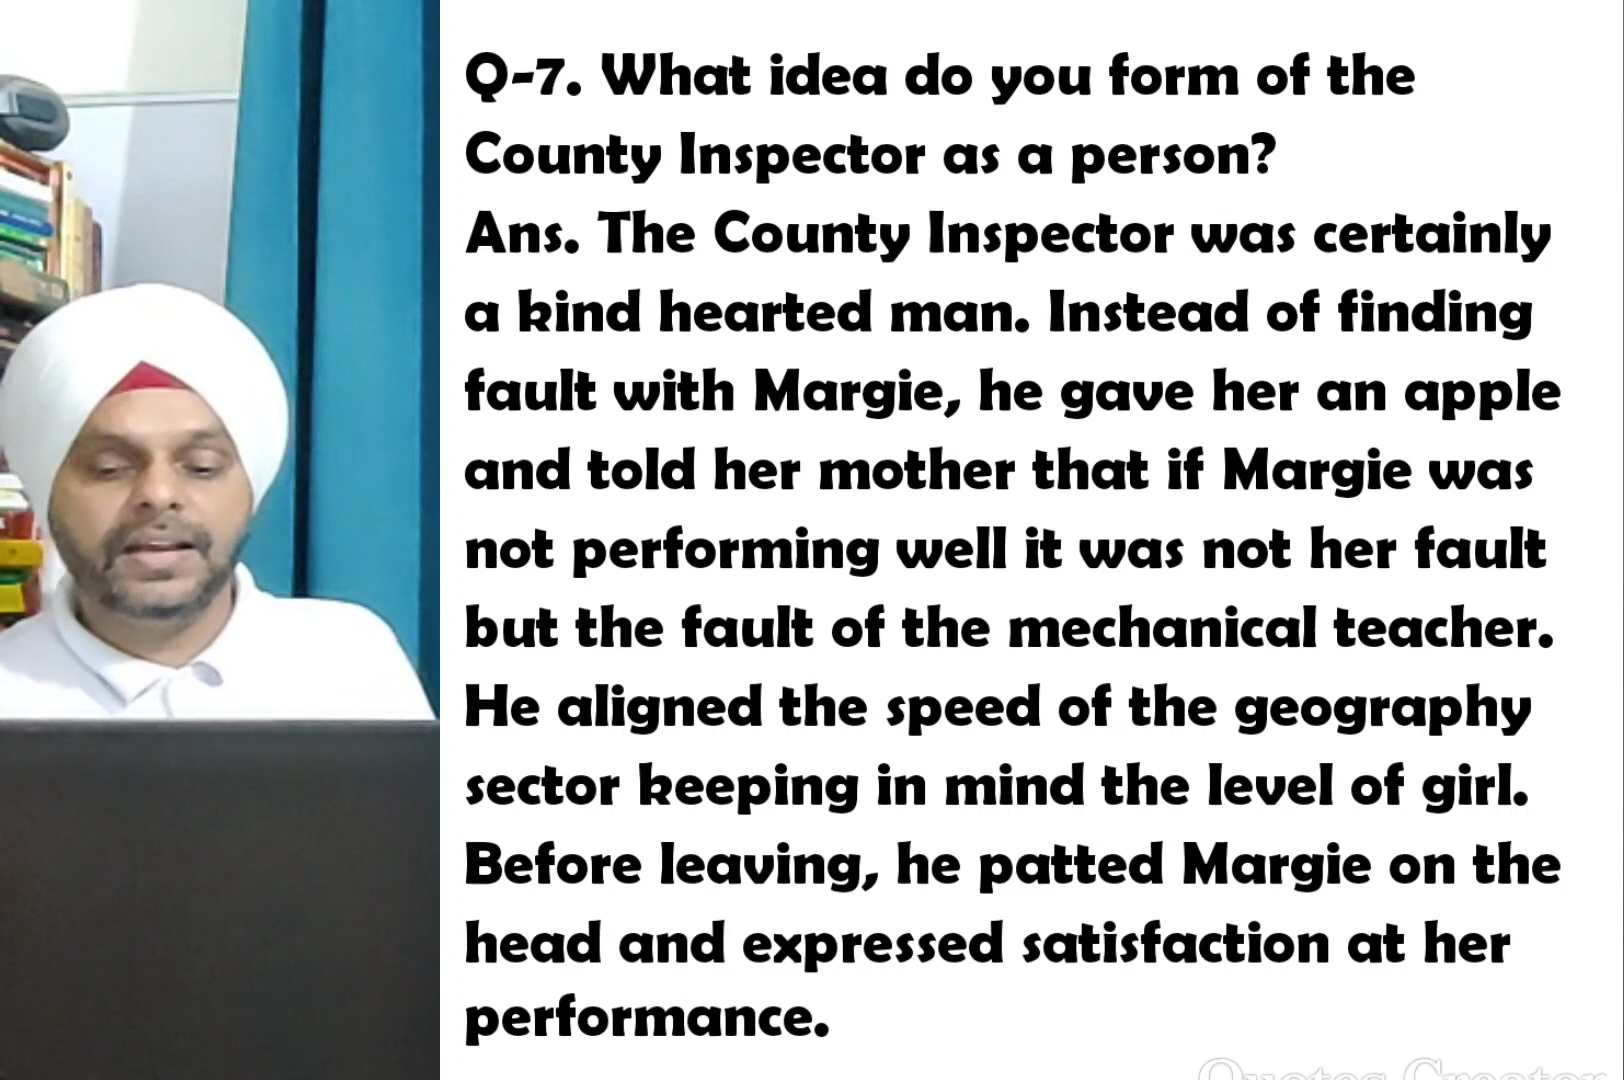 Q-7. What idea do you form of the
County Inspector as a person?
Ans. The County Inspector was certainly
a kind hearted man. Instead of finding
fault with Margie, he gave her an apple
and told her mother that if Margie was
not performing well it was not her fault
but the fault of the mechanical teacher.
He aligned the speed of the geography
sector keeping in mind the level of girl.
Before leaving, he patted Margie on the
head and expressed satisfaction at her
performance.
Quotes Creator